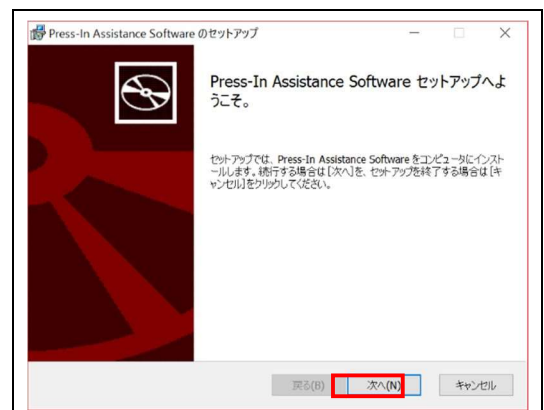 Press-In Assistance Software のセットアップ
Press-In Assistance Software セットアップへよ
うこそ。
セットアップでは、Press-In Assistance Software をコンピュータにインスト
ールします。続行する場合は [次へ] を、セットアップを終了する場合は [キ
ャンセル] をクリックしてください。
戻る(B)
次へ(N)
キャンセル